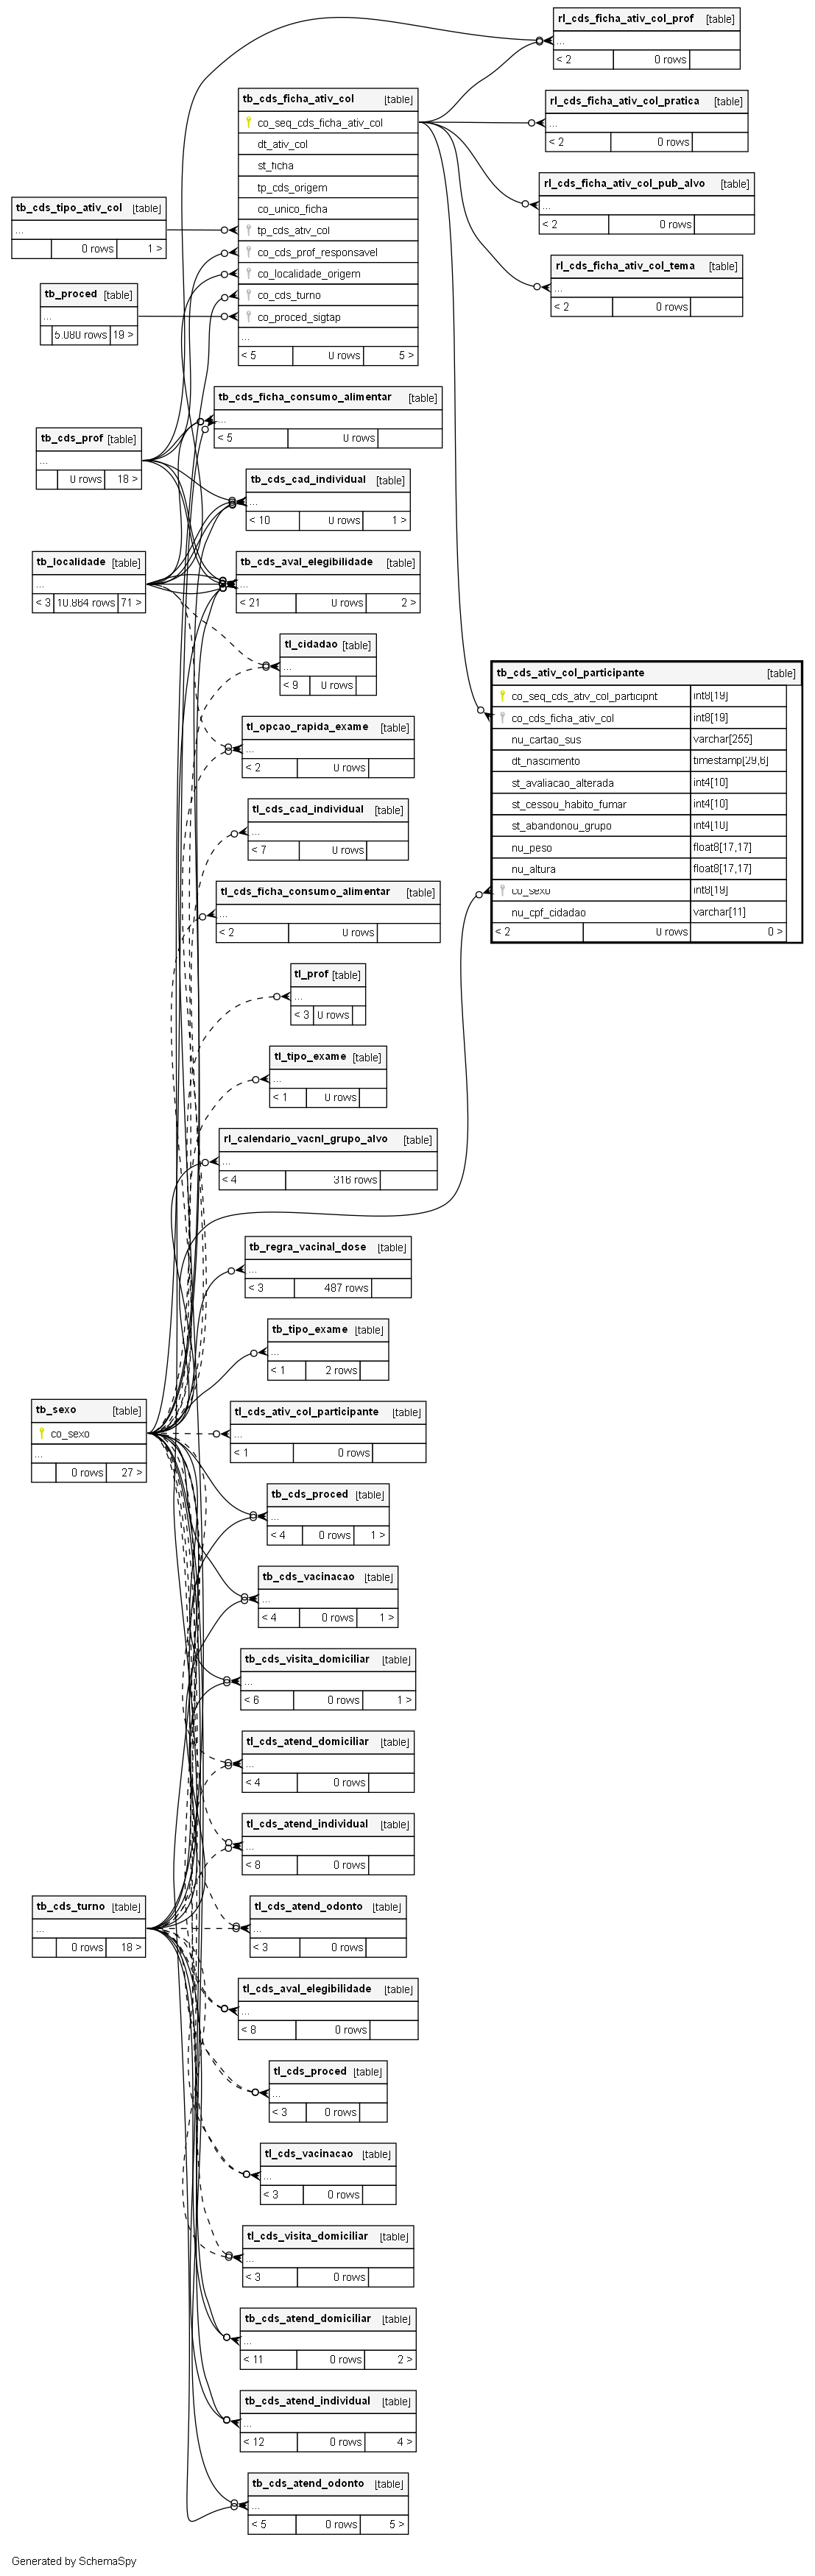 rl_cds_ficha_ativ_col_prof [table]
...
< 2 0 rows
tb_cds_ficha_ativ_col [table]
co_seq_cds_ficha_ativ_col
dt_ativ_col
st_ficha
tp_cds_origem
co_unico_ficha
tp_cds_ativ_col
co_cds_prof_responsavel
co_localidade_origem
co_cds_turno
co_proced_sigtap
...
< 5 0 rows 5 >
rl_cds_ficha_ativ_col_pratica [table]
...
< 2 0 rows
rl_cds_ficha_ativ_col_pub_alvo [table]
...
< 2 0 rows
tb_cds_tipo_ativ_col [table]
...
0 rows 1 >
rl_cds_ficha_ativ_col_tema [table]
...
< 2 0 rows
tb_proced [table]
...
5.080 rows 19 >
tb_cds_ficha_consumo_alimentar [table]
...
< 5 0 rows
tb_cds_prof [table]
...
0 rows 18 >
tb_cds_cad_individual [table]
...
< 10 0 rows 1 >
tb_localidade [table]
...
< 3 10.864 rows 71 >
tb_cds_aval_elegibilidade [table]
...
< 21 0 rows 2 >
tl_cidadao [table]
...
< 9 0 rows
tb_cds_ativ_col_participante [table]
co_seq_cds_ativ_col_participnt int8[19]
co_cds_ficha_ativ_col int8[19]
nu_cartao_sus varchar[255]
dt_nascimento timestamp[29,6]
st_avaliacao_alterada int4[10]
st_cessou_habito_fumar int4[10]
st_abandonou_grupo int4[10]
nu_peso float8[17,17]
nu_altura float8[17,17]
co_sexo int8[19]
nu_cpf_cidadao varchar[11]
< 2 0 rows 0 >
tl_opcao_rapida_exame [table]
...
< 2 0 rows
tl_cds_cad_individual [table]
...
< 7 0 rows
tl_cds_ficha_consumo_alimentar [table]
...
< 2 0 rows
tl_prof [table]
...
< 3 0 rows
tl_tipo_exame [table]
...
< 1 0 rows
rl_calendario_vacnl_grupo_alvo [table]
...
< 4 316 rows
tb_regra_vacinal_dose [table]
...
< 3 487 rows
tb_tipo_exame [table]
...
< 1 2 rows
tb_sexo [table]
co_sexo
...
0 rows 27 >
tl_cds_ativ_col_participante [table]
...
< 1 0 rows
tb_cds_proced [table]
...
< 4 0 rows 1 >
tb_cds_vacinacao [table]
...
< 4 0 rows 1 >
tb_cds_visita_domiciliar [table]
...
< 6 0 rows 1 >
tl_cds_atend_domiciliar [table]
...
< 4 0 rows
tl_cds_atend_individual [table]
...
< 8 0 rows
tb_cds_turno [table]
...
0 rows 18 >
tl_cds_atend_odonto [table]
...
< 3 0 rows
tl_cds_aval_elegibilidade [table]
...
< 8 0 rows
tl_cds_proced [table]
...
< 3 0 rows
tl_cds_vacinacao [table]
...
< 3 0 rows
tl_cds_visita_domiciliar [table]
...
< 3 0 rows
tb_cds_atend_domiciliar [table]
...
< 11 0 rows 2 >
tb_cds_atend_individual [table]
...
< 12 0 rows 4 >
tb_cds_atend_odonto [table]
...
< 5 0 rows 5 >
Generated by SchemaSpy